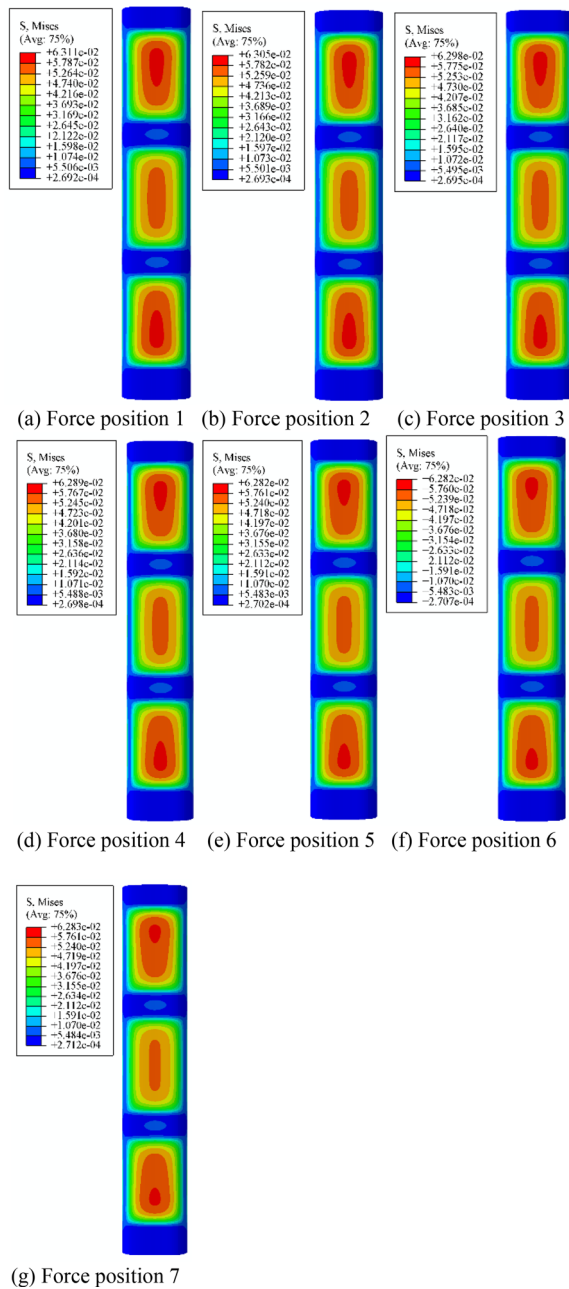 S, Mises
(Avg: 75%)
+6.311e-02
+5.787e-02
+5.264e-02
+4.740e-02
+4.216e-02
+3.693e-02
+3.169e-02
+2.645e-02
+2.122e-02
+1.598e-02
+1.074e-02
+5.506e-03
+2.692e-04
S, Mises
(Avg: 75%)
+6.305e-02
+5.782e-02
+5.259e-02
+4.736e-02
+4.213e-02
+3.689e-02
+3.166e-02
+2.643e-02
+2.120e-02
+1.597e-02
+1.073e-02
+5.501e-03
+2.693e-04
S, Mises
(Avg: 75%)
+6.298e-02
+5.775e-02
+5.253e-02
+4.730e-02
+4.207e-02
+3.685e-02
+3.162e-02
+2.640e-02
+2.117e-02
+1.595e-02
+1.072e-02
+5.495e-03
+2.695e-04
(a) Force position 1
(b) Force position 2
(c) Force position 3
S, Mises
(Avg: 75%)
+6.289e-02
+5.767e-02
+5.245e-02
+4.723e-02
+4.201e-02
+3.680e-02
+3.158e-02
+2.636e-02
+2.114e-02
+1.592e-02
+1.071e-02
+5.488e-03
+2.698e-04
S, Mises
(Avg: 75%)
+6.282e-02
+5.761e-02
+5.240e-02
+4.718e-02
+4.197e-02
+3.676e-02
+3.155e-02
+2.633e-02
+2.112e-02
+1.591e-02
+1.070e-02
+5.483e-03
+2.702e-04
S, Mises
(Avg: 75%)
−6.282e-02
5.760e-02
−5.239e-02
−4.718e-02
−4.197e-02
−3.676e-02
−3.154e-02
−2.633e-02
2.112e-02
−1.591e-02
−1.070e-02
−5.483e-03
−2.707e-04
(d) Force position 4
(e) Force position 5
(f) Force position 6
S, Mises
(Avg: 75%)
+6.283e-02
+5.761e-02
+5.240e-02
+4.719e-02
+4.197e-02
+3.676e-02
+3.155e-02
+2.634e-02
+2.112e-02
+1.591e-02
+1.070e-02
+5.484e-03
+2.712e-04
(g) Force position 7